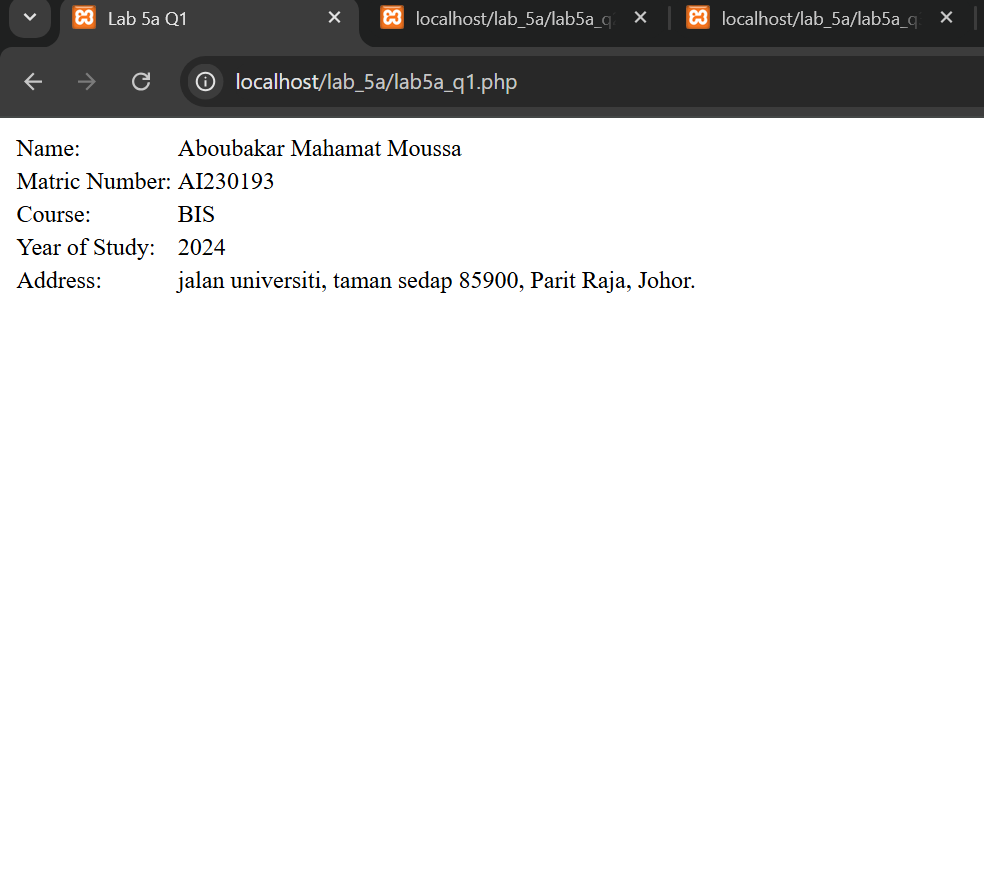 Lab 5a Q1
localhost/lab_5a/lab5a_q
localhost/lab_5a/lab5a_q
localhost/lab_5a/lab5a_q1.php
Name: Aboubakar Mahamat Moussa
Matric Number: AI230193
Course: BIS
Year of Study: 2024
Address: jalan universiti, taman sedap 85900, Parit Raja, Johor.